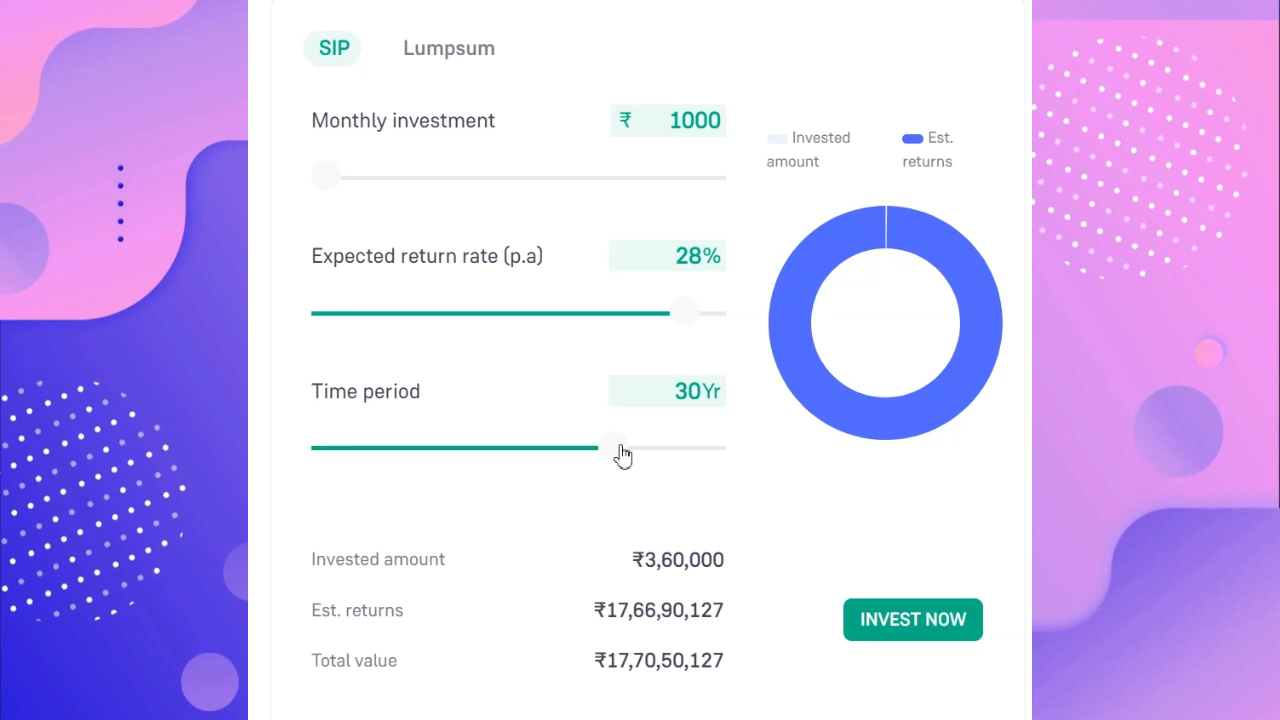 SIP Lumpsum
Monthly investment ₹ 1000
Invested amount
Est. returns
Expected return rate (p.a) 28%
Time period 30Yr
Invested amount ₹3,60,000
Est. returns ₹17,66,90,127
INVEST NOW
Total value ₹17,70,50,127